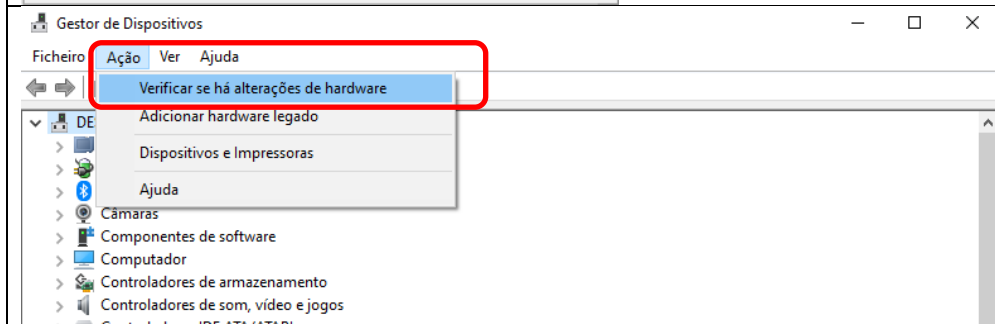 Gestor de Dispositivos
Ficheiro Ação Ver Ajuda
Verificar se há alterações de hardware
DE
Adicionar hardware legado
Dispositivos e Impressoras
Ajuda
Câmaras
Componentes de software
Computador
Controladores de armazenamento
Controladores de som, vídeo e jogos